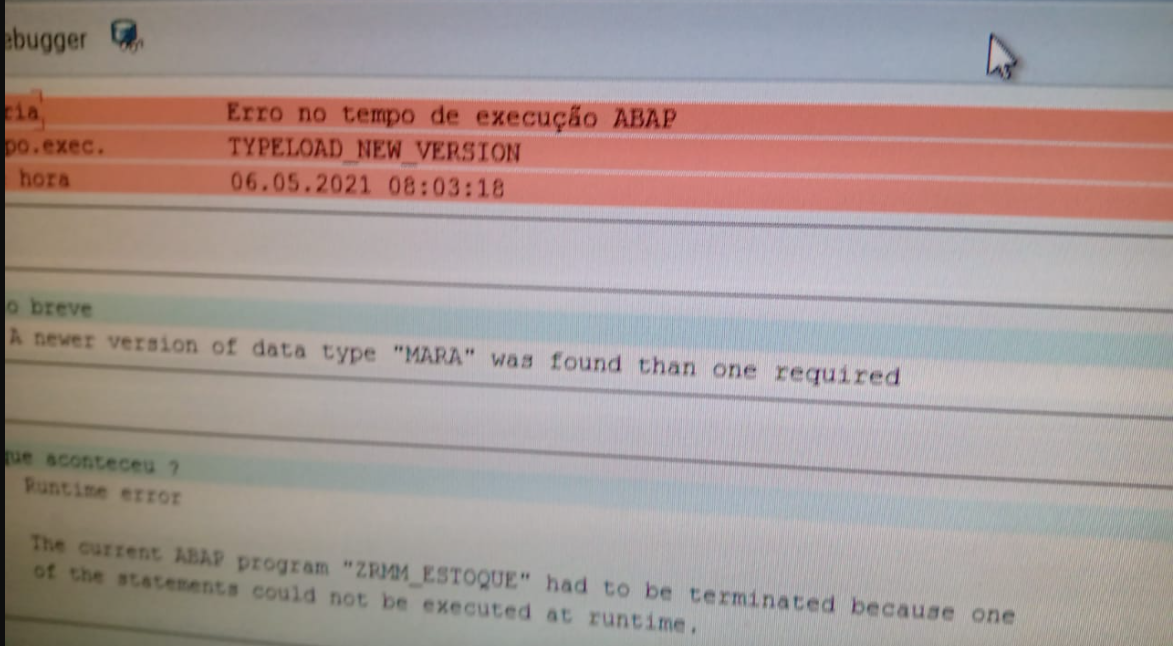 ebugger
ria Erro no tempo de execução ABAP
po.exec. TYPELOAD_NEW_VERSION
hora 06.05.2021 08:03:18
o breve
A newer version of data type "MARA" was found than one required
que aconteceu ?
Runtime error
The current ABAP program "ZRMM_ESTOQUE" had to be terminated because one
of the statements could not be executed at runtime.